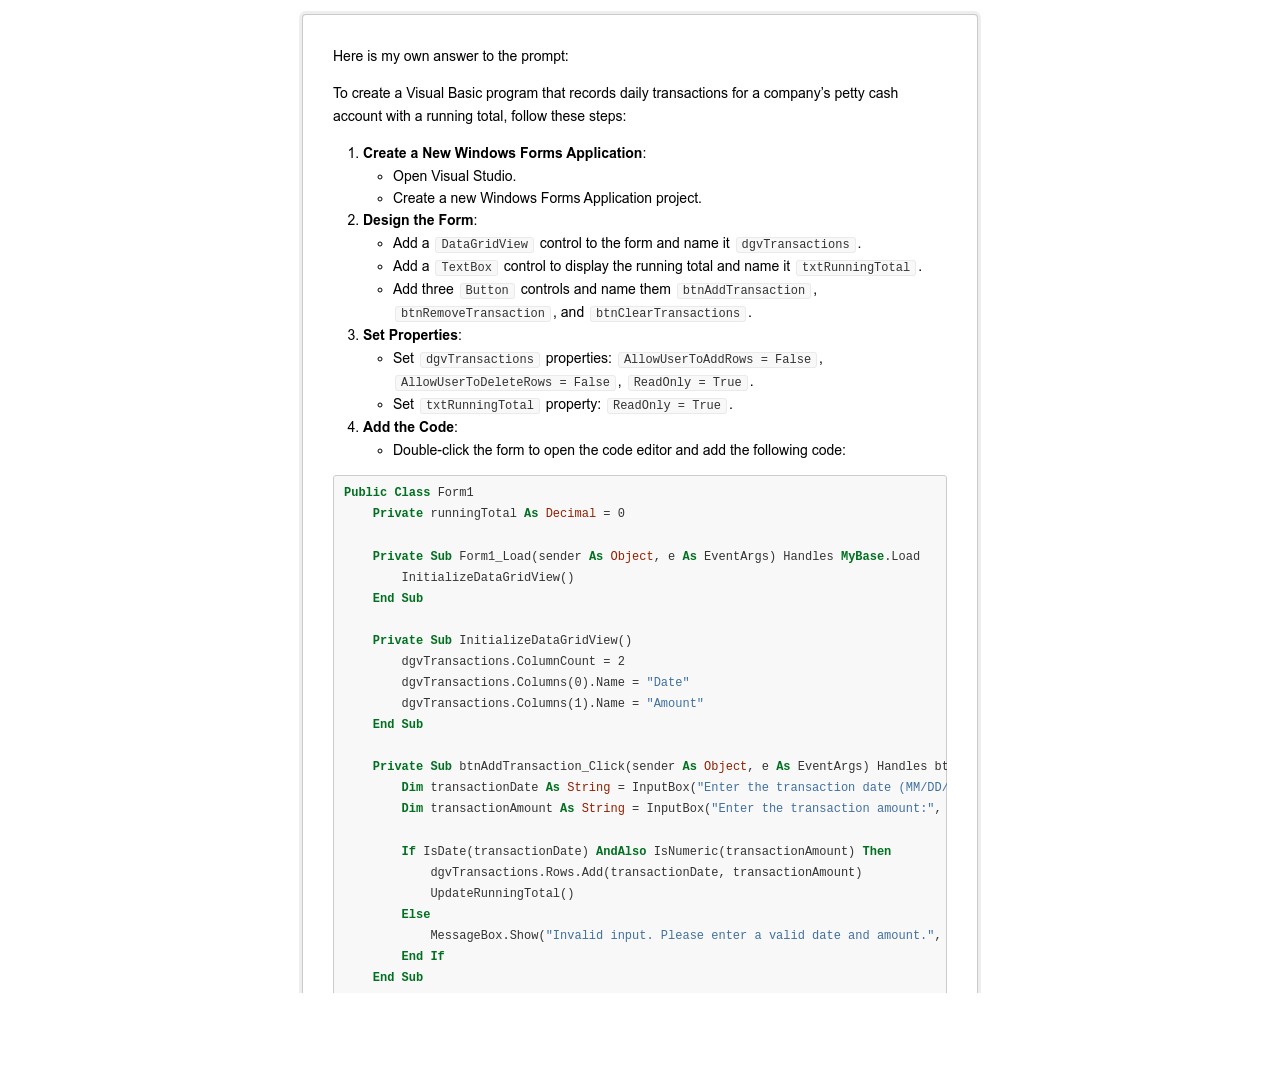 Here is my own answer to the prompt:
To create a Visual Basic program that records daily transactions for a company’s petty cash
account with a running total, follow these steps:
1. Create a New Windows Forms Application:
◦ Open Visual Studio.
◦ Create a new Windows Forms Application project.
2. Design the Form:
◦ Add a DataGridView control to the form and name it dgvTransactions .
◦ Add a TextBox control to display the running total and name it txtRunningTotal .
◦ Add three Button controls and name them btnAddTransaction ,
btnRemoveTransaction , and btnClearTransactions .
3. Set Properties:
◦ Set dgvTransactions properties: AllowUserToAddRows = False ,
AllowUserToDeleteRows = False , ReadOnly = True .
◦ Set txtRunningTotal property: ReadOnly = True .
4. Add the Code:
◦ Double-click the form to open the code editor and add the following code:
Public Class Form1
    Private runningTotal As Decimal = 0
    Private Sub Form1_Load(sender As Object, e As EventArgs) Handles MyBase.Load
        InitializeDataGridView()
    End Sub
    Private Sub InitializeDataGridView()
        dgvTransactions.ColumnCount = 2
        dgvTransactions.Columns(0).Name = "Date"
        dgvTransactions.Columns(1).Name = "Amount"
    End Sub
    Private Sub btnAddTransaction_Click(sender As Object, e As EventArgs) Handles bt
        Dim transactionDate As String = InputBox("Enter the transaction date (MM/DD/
        Dim transactionAmount As String = InputBox("Enter the transaction amount:",
        If IsDate(transactionDate) AndAlso IsNumeric(transactionAmount) Then
            dgvTransactions.Rows.Add(transactionDate, transactionAmount)
            UpdateRunningTotal()
        Else
            MessageBox.Show("Invalid input. Please enter a valid date and amount.",
        End If
    End Sub